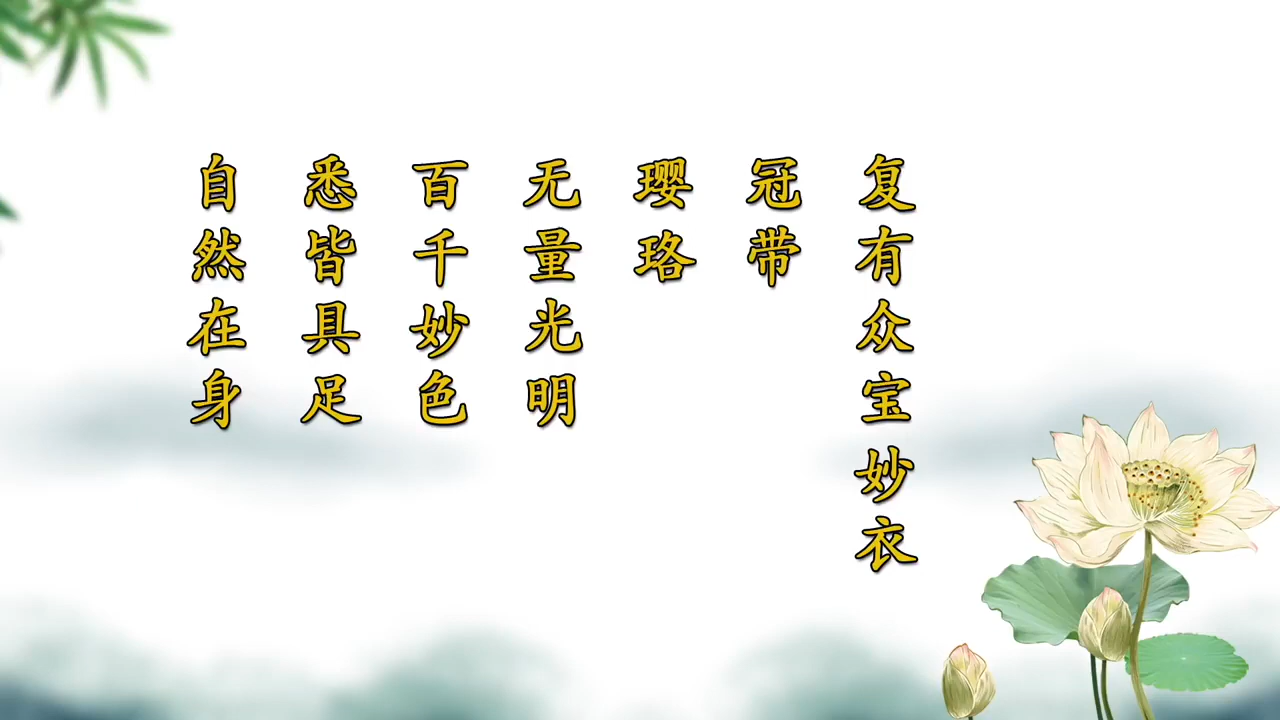 复有众宝妙衣
冠带
璎珞
无量光明
百千妙色
悉皆具足
自然在身